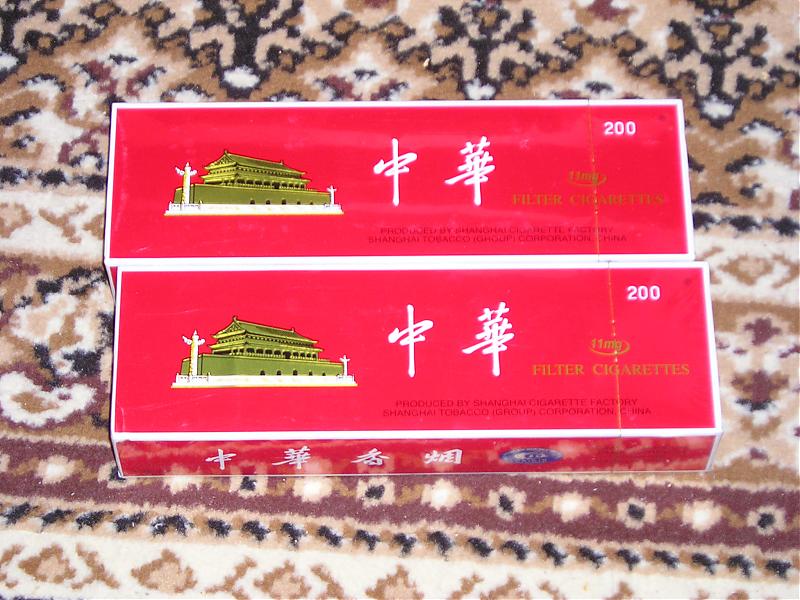 200
中華
11mg
FILTER CIGARETTES
PRODUCED BY SHANGHAI CIGARETTE FACTORY
SHANGHAI TOBACCO (GROUP) CORPORATION, CHINA
200
中華
11mg
FILTER CIGARETTES
PRODUCED BY SHANGHAI CIGARETTE FACTORY
SHANGHAI TOBACCO (GROUP) CORPORATION, CHINA
中華香烟